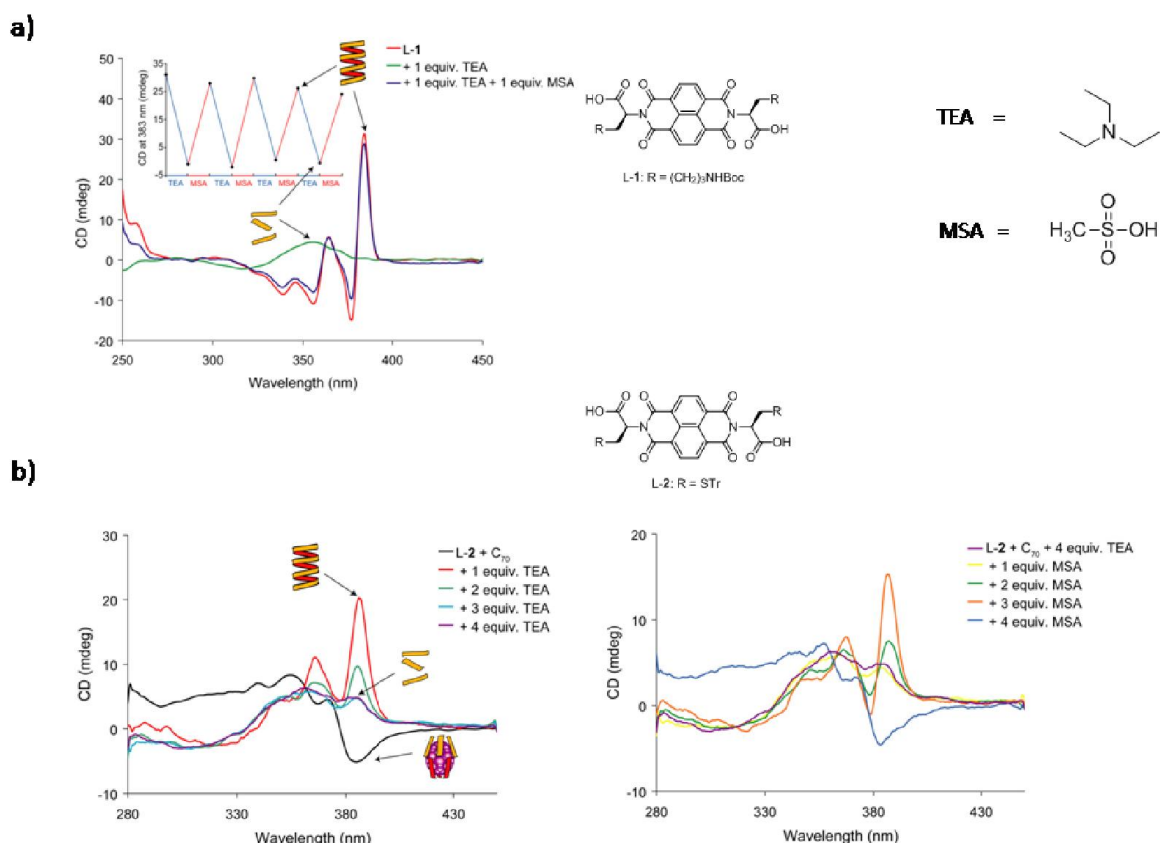 a)
50
40
30
20
10
0
-10
-20
CD (mdeg)
250
300
350
400
450
Wavelength (nm)
35
25
15
5
-5
CD at 383 nm (mdeg)
TEA MSA TEA MSA TEA MSA TEA MSA
L-1
+ 1 equiv. TEA
+ 1 equiv. TEA + 1 equiv. MSA
HO
O
O
O
R
N
N
R
O
O
O
OH
L-1: R = (CH2)3NHBoc
TEA =
N
MSA =
O
H3C-S-OH
O
HO
O
O
O
R
N
N
R
O
O
O
OH
L-2: R = STr
b)
30
20
10
0
-10
CD (mdeg)
280
330
380
430
Wavelength (nm)
L-2 + C70
+ 1 equiv. TEA
+ 2 equiv. TEA
+ 3 equiv. TEA
+ 4 equiv. TEA
20
10
0
-10
CD (mdeg)
280
330
380
430
Wavelength (nm)
L-2 + C70 + 4 equiv. TEA
+ 1 equiv. MSA
+ 2 equiv. MSA
+ 3 equiv. MSA
+ 4 equiv. MSA